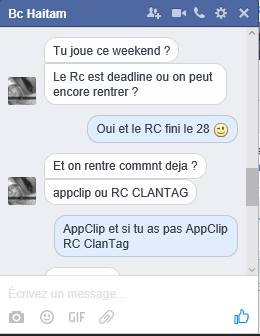 Bc Haitam
Tu joue ce weekend ?
Le Rc est deadline ou on peut
encore rentrer ?
Oui et le RC fini le 28
Et on rentre commnt deja ?
appclip ou RC CLANTAG
AppClip et si tu as pas AppClip
RC ClanTag
Écrivez un message...
GIF